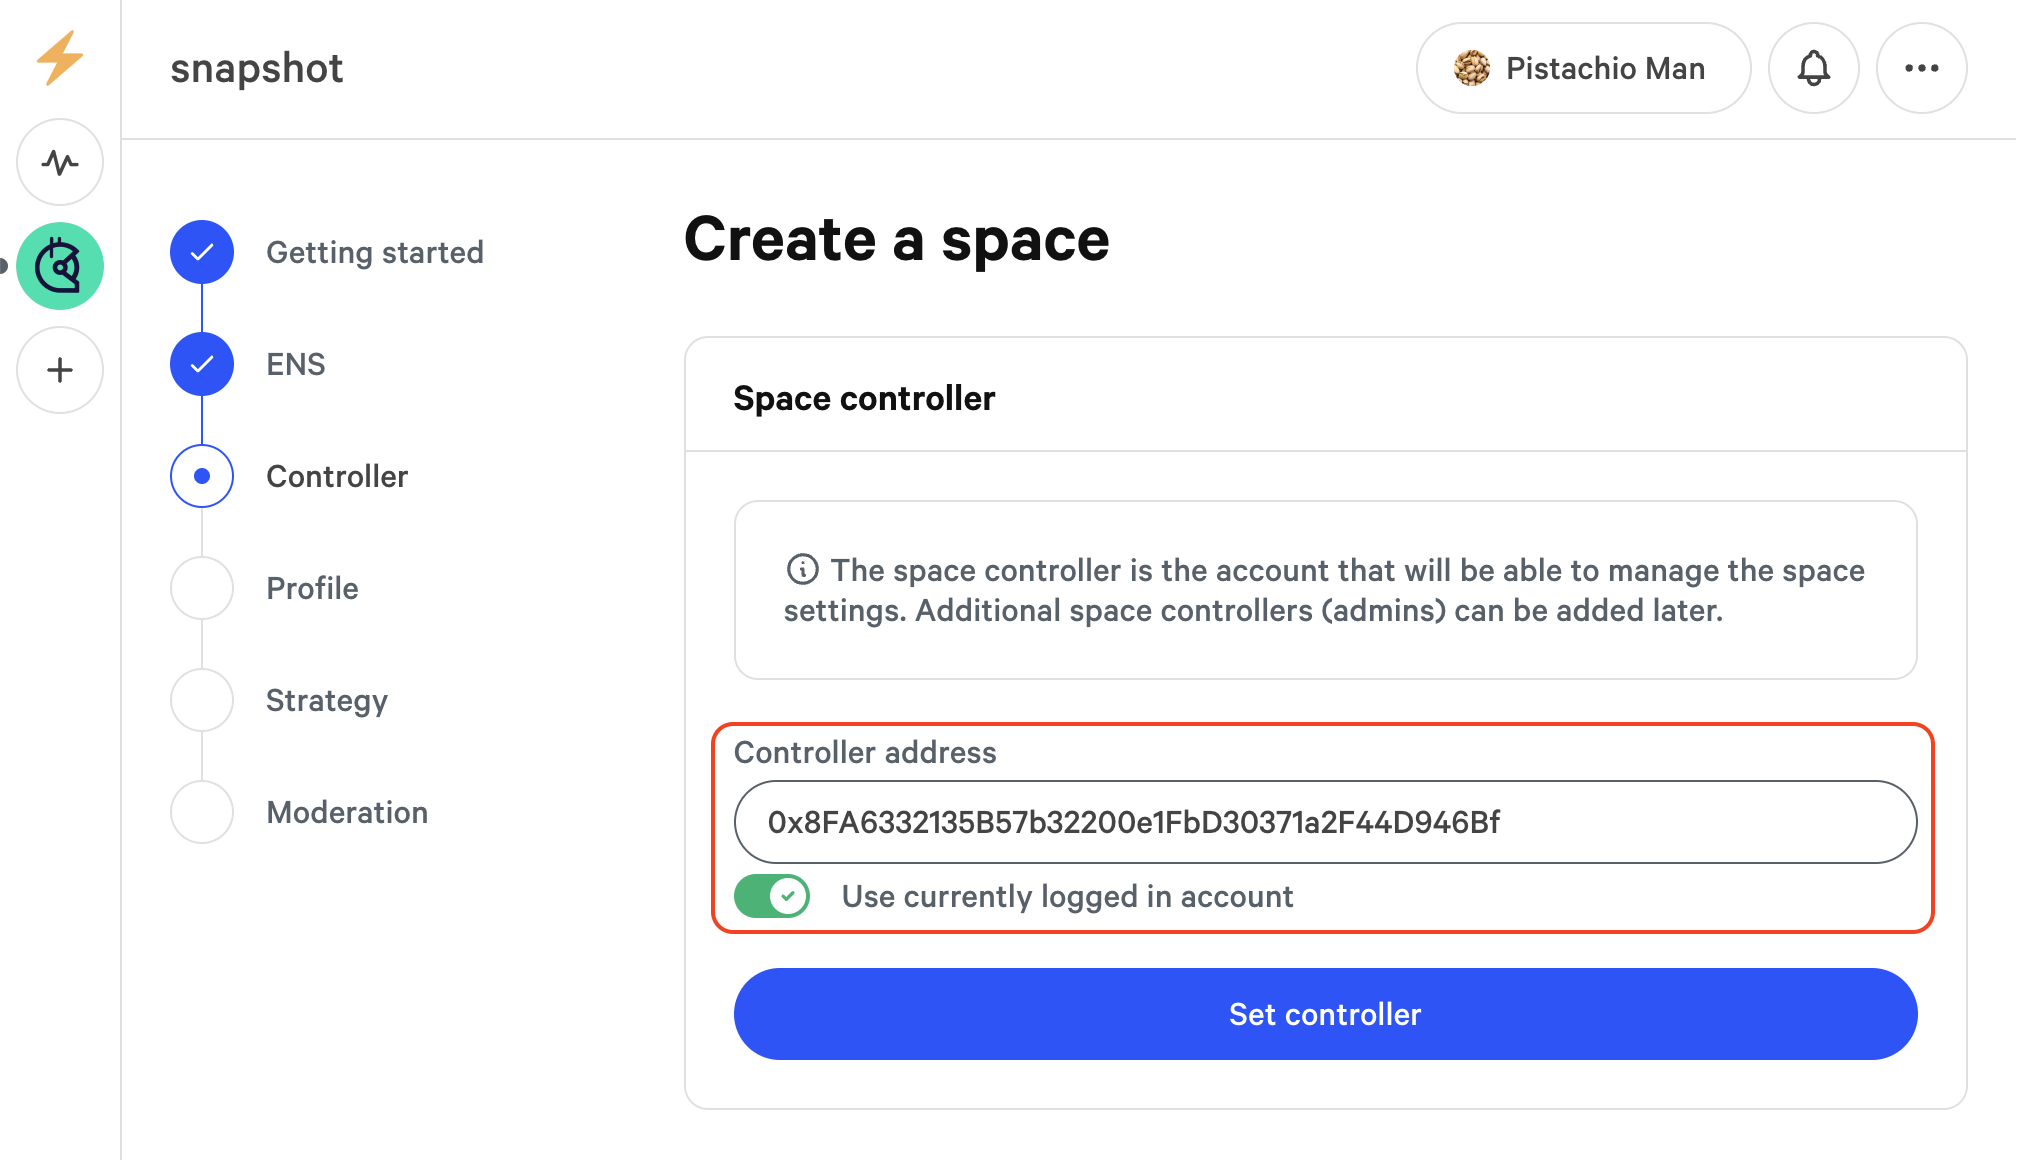 snapshot
Pistachio Man
Getting started
ENS
Controller
Profile
Strategy
Moderation
Create a space
Space controller
The space controller is the account that will be able to manage the space
settings. Additional space controllers (admins) can be added later.
Controller address
0x8FA6332135B57b32200e1FbD30371a2F44D946Bf
Use currently logged in account
Set controller